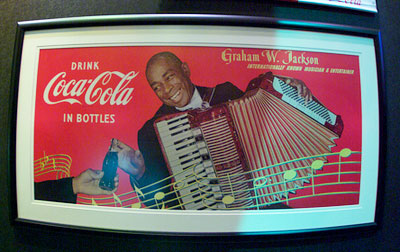 DRINK
Coca-Cola
IN BOTTLES
Graham W. Jackson
INTERNATIONALLY KNOWN MUSICIAN & ENTERTAINER